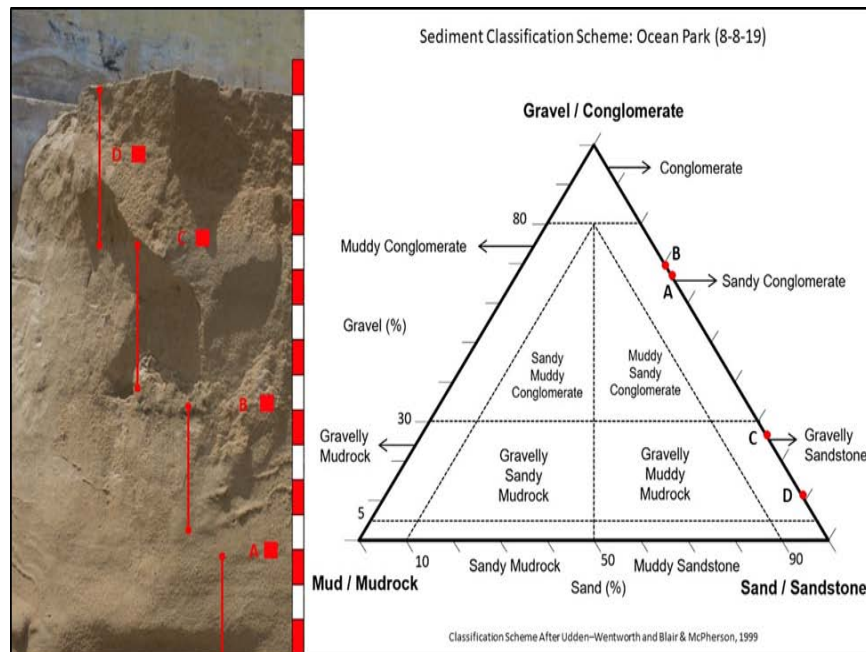 Sediment Classification Scheme: Ocean Park (8-8-19)
Gravel / Conglomerate
Conglomerate
80
Muddy Conglomerate
B
A
Sandy Conglomerate
Gravel (%)
Sandy
Muddy
Conglomerate
Muddy
Sandy
Conglomerate
30
Gravelly
Mudrock
C
Gravelly
Sandstone
Gravelly
Sandy
Mudrock
Gravelly
Muddy
Mudrock
D
5
10
Sandy Mudrock
50
Muddy Sandstone
90
Mud / Mudrock
Sand (%)
Sand / Sandstone
Classification Scheme After Udden–Wentworth and Blair & McPherson, 1999
D
C
B
A